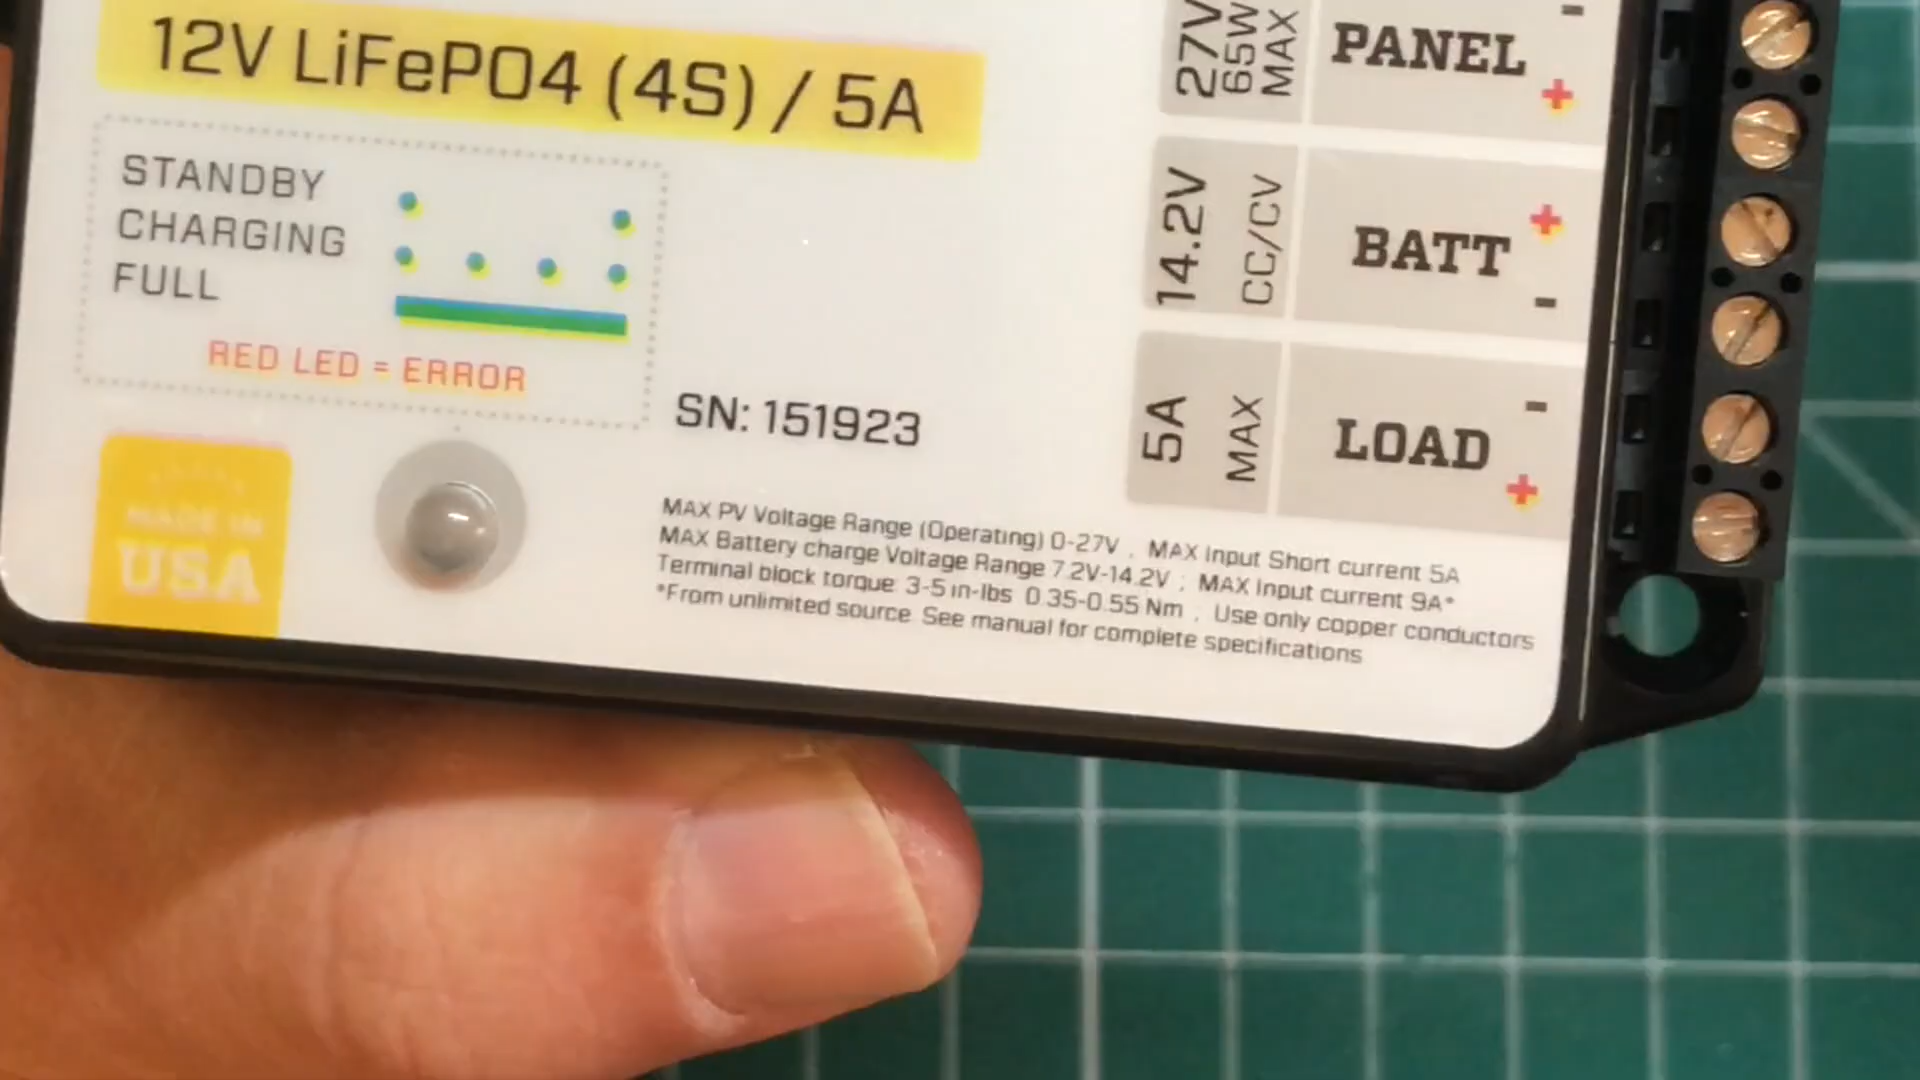 12V LiFePO4 (4S) / 5A
STANDBY
CHARGING
FULL
RED LED = ERROR
MADE IN
USA
SN: 151923
27V
65W
MAX
PANEL
-
+
14.2V
CC/CV
BATT
+
-
5A
MAX
LOAD
-
+
MAX PV Voltage Range (Operating) 0-27V , MAX Input Short current 5A
MAX Battery charge Voltage Range 7.2V-14.2V ; MAX Input current 9A*
Terminal block torque: 3-5 in-lbs 0.35-0.55 Nm , Use only copper conductors
*From unlimited source. See manual for complete specifications